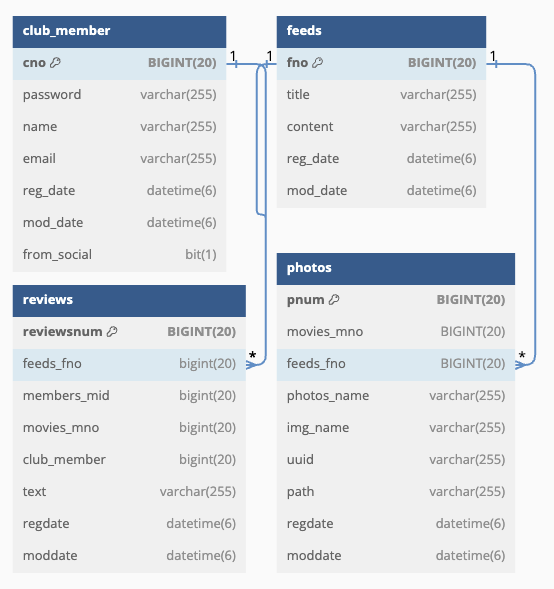 club_member
cno BIGINT(20)
password varchar(255)
name varchar(255)
email varchar(255)
reg_date datetime(6)
mod_date datetime(6)
from_social bit(1)
1
1
feeds
fno BIGINT(20)
title varchar(255)
content varchar(255)
reg_date datetime(6)
mod_date datetime(6)
1
reviews
reviewsnum BIGINT(20)
feeds_fno bigint(20)
members_mid bigint(20)
movies_mno bigint(20)
club_member bigint(20)
text varchar(255)
regdate datetime(6)
moddate datetime(6)
*
photos
pnum BIGINT(20)
movies_mno BIGINT(20)
feeds_fno BIGINT(20)
photos_name varchar(255)
img_name varchar(255)
uuid varchar(255)
path varchar(255)
regdate datetime(6)
moddate datetime(6)
*